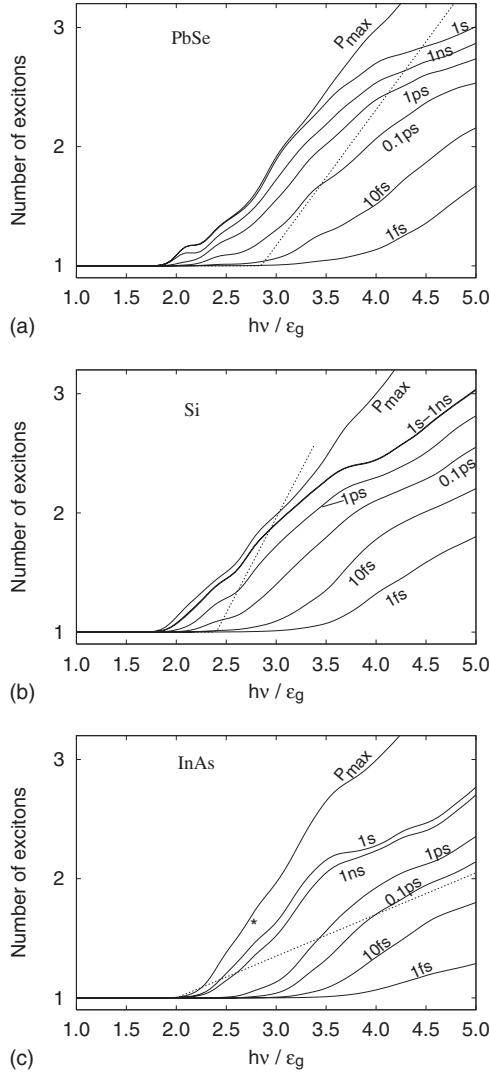 3
PbSe
Pmax
1s
1ns
1ps
2
0.1ps
10fs
1fs
1
Number of excitons
1.0 1.5 2.0 2.5 3.0 3.5 4.0 4.5 5.0
(a)
hν / εg
3
Si
Pmax
1s–1ns
0.1ps
2
1ps
10fs
1fs
1
Number of excitons
1.0 1.5 2.0 2.5 3.0 3.5 4.0 4.5 5.0
(b)
hν / εg
3
InAs
Pmax
1s
1ns
1ps
2
0.1ps
*
10fs
1fs
1
Number of excitons
1.0 1.5 2.0 2.5 3.0 3.5 4.0 4.5 5.0
(c)
hν / εg